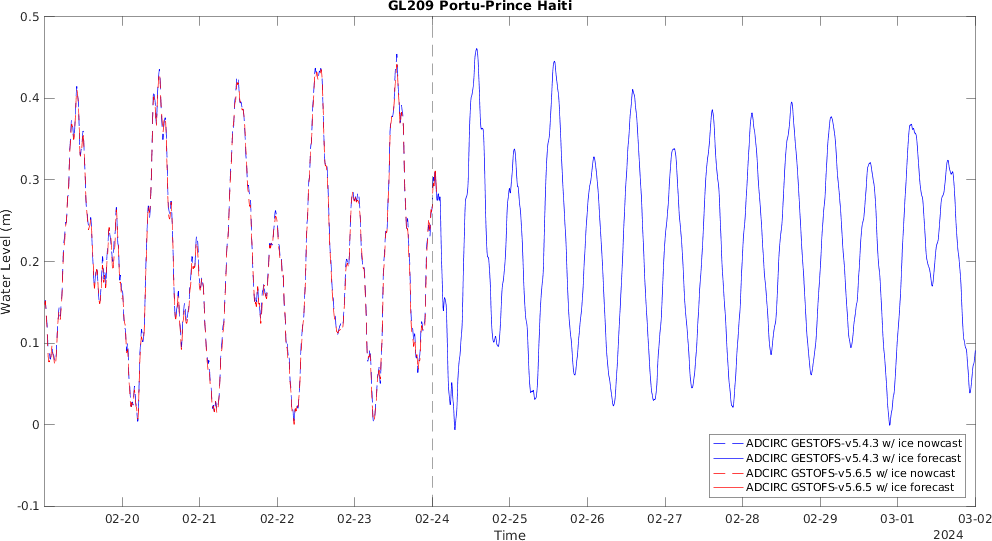 GL209 Portu-Prince Haiti
0.5
0.4
0.3
0.2
0.1
0
-0.1
Water Level (m)
ADCIRC GESTOFS-v5.4.3 w/ ice nowcast
ADCIRC GESTOFS-v5.4.3 w/ ice forecast
ADCIRC GSTOFS-v5.6.5 w/ ice nowcast
ADCIRC GSTOFS-v5.6.5 w/ ice forecast
02-20 02-21 02-22 02-23 02-24 02-25 02-26 02-27 02-28 02-29 03-01 03-02
Time
2024